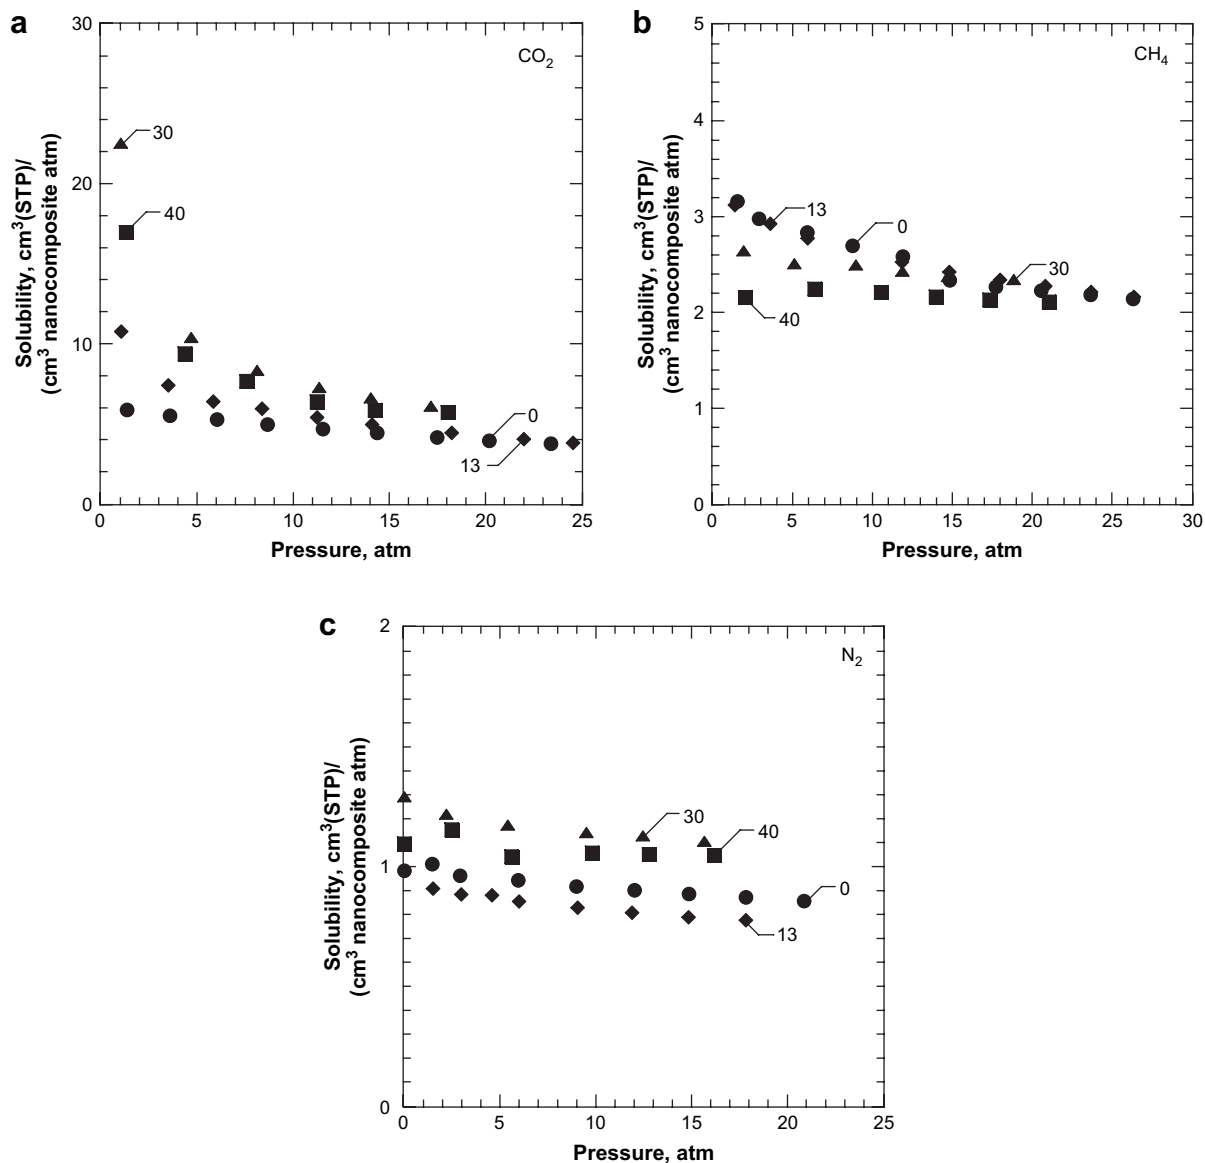 a
30
20
10
0
Solubility, cm³(STP)/
(cm³ nanocomposite atm)
CO₂
30
40
0
13
0 5 10 15 20 25
Pressure, atm
b
5
4
3
2
1
0
Solubility, cm³(STP)/
(cm³ nanocomposite atm)
CH₄
13
0
30
40
0 5 10 15 20 25 30
Pressure, atm
c
2
1
0
Solubility, cm³(STP)/
(cm³ nanocomposite atm)
N₂
30
40
0
13
0 5 10 15 20 25
Pressure, atm